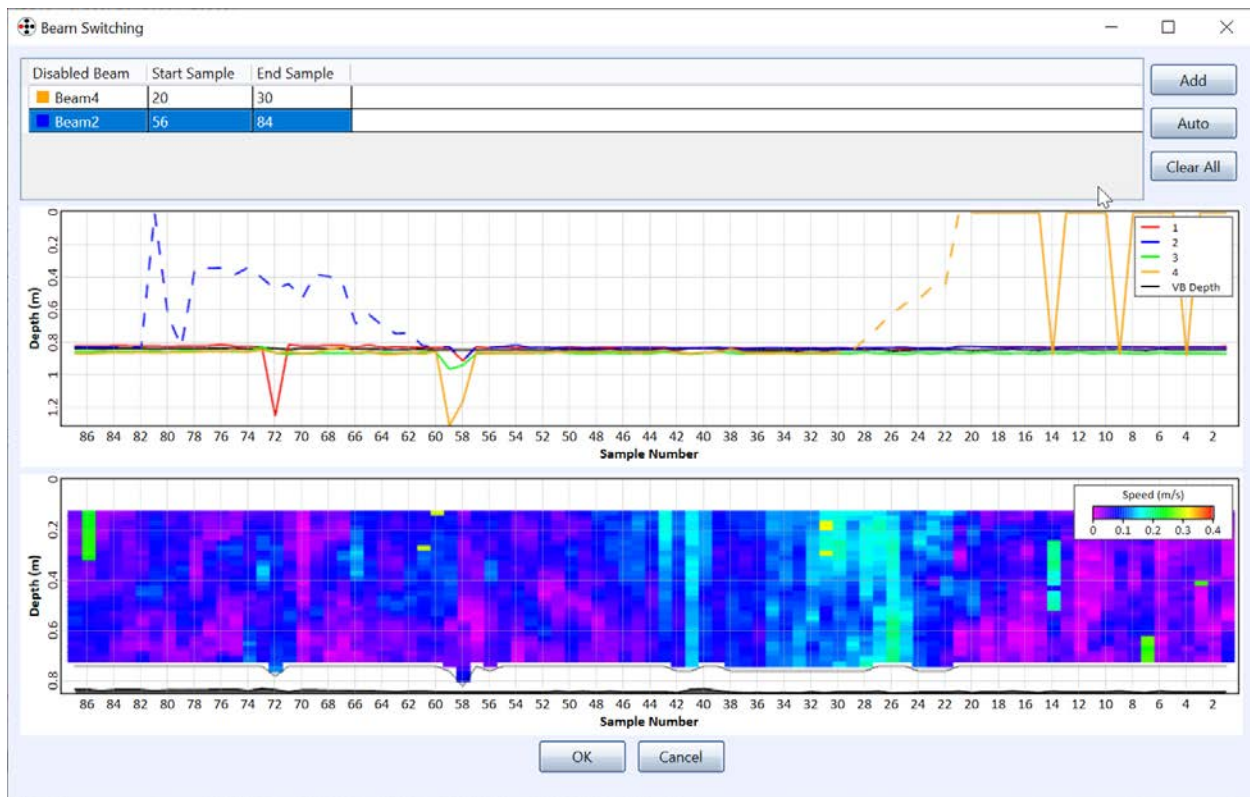 Beam Switching
Disabled Beam Start Sample End Sample
Beam4 20 30
Beam2 56 84
Add
Auto
Clear All
0
0.2
0.4
0.6
0.8
1
1.2
Depth (m)
1
2
3
4
VB Depth
86 84 82 80 78 76 74 72 70 68 66 64 62 60 58 56 54 52 50 48 46 44 42 40 38 36 34 32 30 28 26 24 22 20 18 16 14 12 10 8 6 4 2
Sample Number
0
0.2
0.4
0.6
0.8
Depth (m)
Speed (m/s)
0 0.1 0.2 0.3 0.4
86 84 82 80 78 76 74 72 70 68 66 64 62 60 58 56 54 52 50 48 46 44 42 40 38 36 34 32 30 28 26 24 22 20 18 16 14 12 10 8 6 4 2
Sample Number
OK Cancel